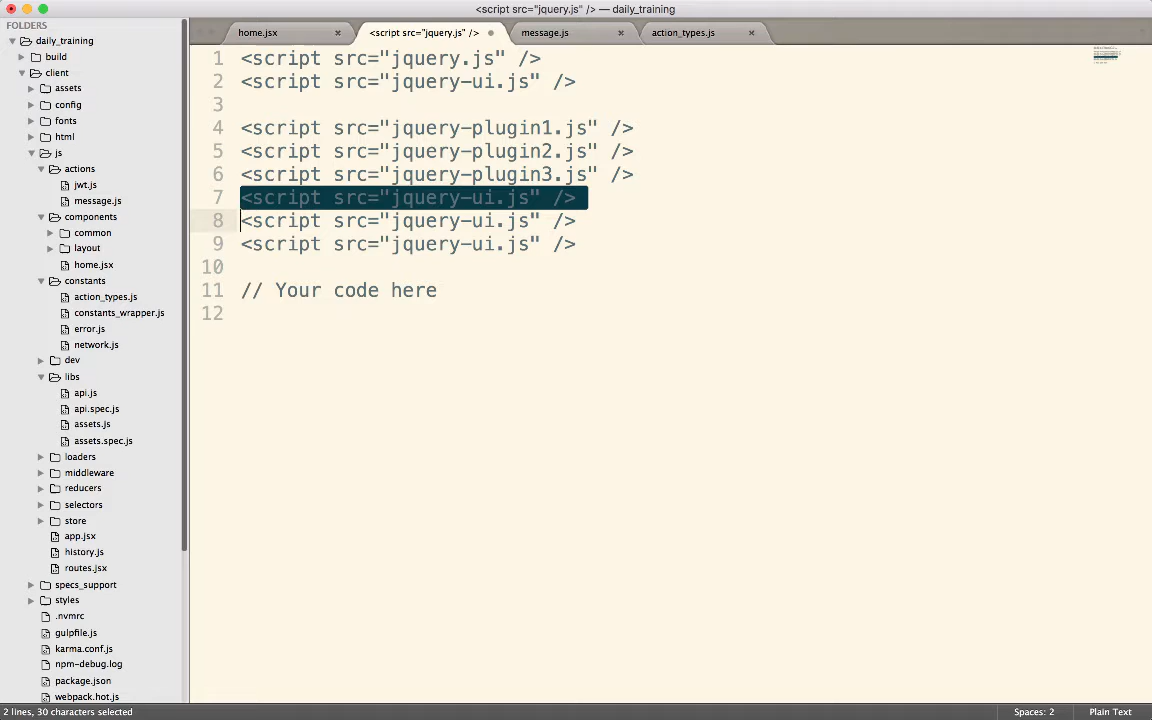 <script src="jquery.js" /> — daily_training
FOLDERS
daily_training
build
client
assets
config
fonts
html
js
actions
jwt.js
message.js
components
common
layout
home.jsx
constants
action_types.js
constants_wrapper.js
error.js
network.js
dev
libs
api.js
api.spec.js
assets.js
assets.spec.js
loaders
middleware
reducers
selectors
store
app.jsx
history.js
routes.jsx
specs_support
styles
.nvmrc
gulpfile.js
karma.conf.js
npm-debug.log
package.json
webpack.hot.js
home.jsx
<script src="jquery.js" />
message.js
action_types.js
1 <script src="jquery.js" />
2 <script src="jquery-ui.js" />
3
4 <script src="jquery-plugin1.js" />
5 <script src="jquery-plugin2.js" />
6 <script src="jquery-plugin3.js" />
7 <script src="jquery-ui.js" />
8 <script src="jquery-ui.js" />
9 <script src="jquery-ui.js" />
10
11 // Your code here
12
2 lines, 30 characters selected
Spaces: 2
Plain Text